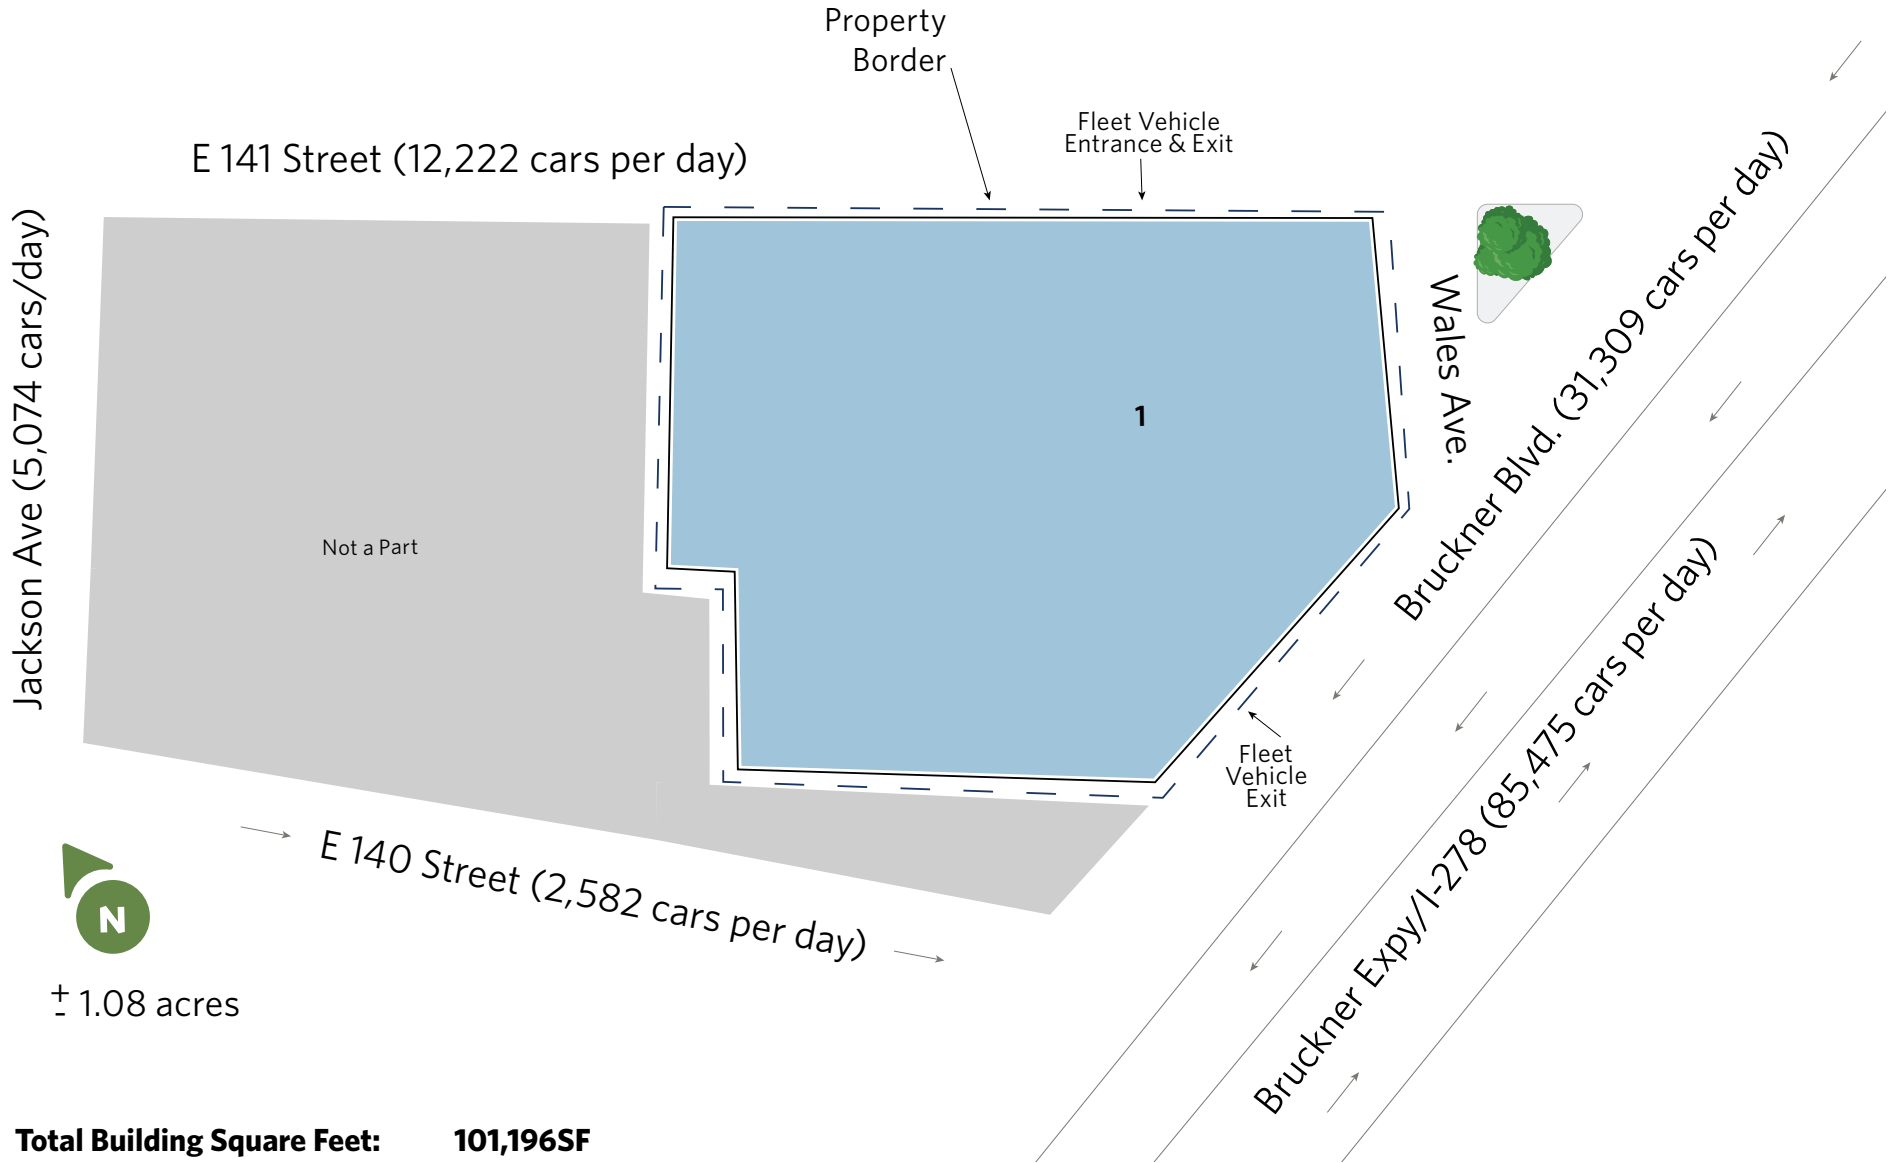 Property
Border
Fleet Vehicle
Entrance & Exit
E 141 Street (12,222 cars per day)
Jackson Ave (5,074 cars/day)
Not a Part
1
Wales Ave.
Bruckner Blvd. (31,309 cars per day)
Bruckner Expy/I-278 (85,475 cars per day)
Fleet
Vehicle
Exit
E 140 Street (2,582 cars per day)
N
± 1.08 acres
Total Building Square Feet: 101,196SF